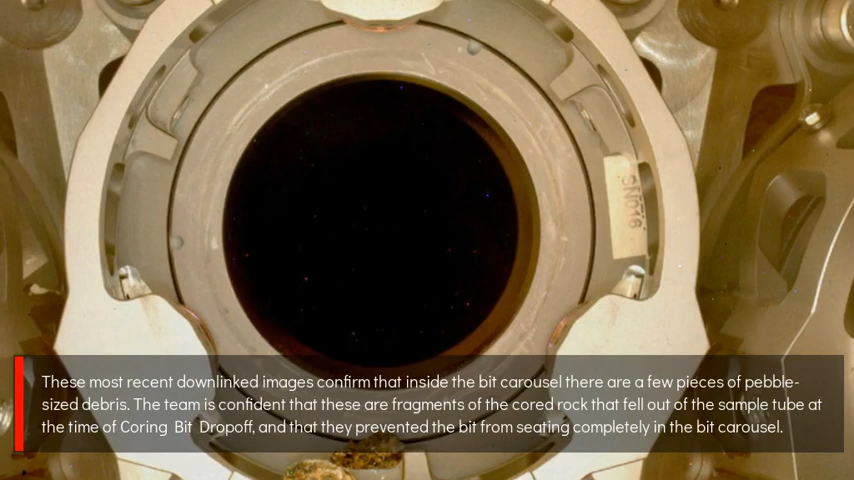 SN016
These most recent downlinked images confirm that inside the bit carousel there are a few pieces of pebble-
sized debris. The team is confident that these are fragments of the cored rock that fell out of the sample tube at
the time of Coring Bit Dropoff, and that they prevented the bit from seating completely in the bit carousel.